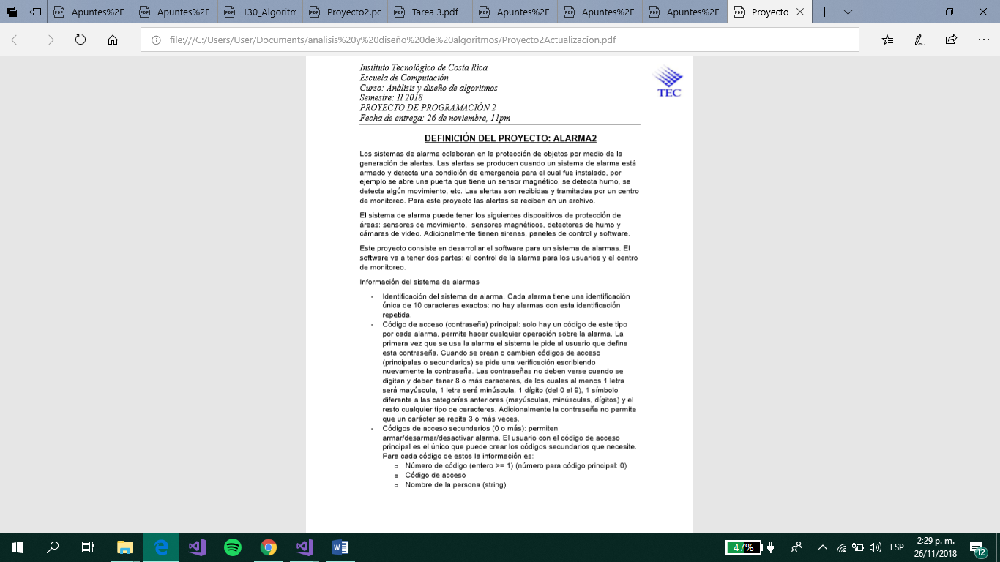 Apuntes%2F
Apuntes%2F
130_Algoritm
Proyecto2.pc
Tarea 3.pdf
Apuntes%2F
Apuntes%2F
Apuntes%2F
Proyecto
file:///C:/Users/User/Documents/analisis%20y%20diseño%20de%20algoritmos/Proyecto2Actualizacion.pdf
Instituto Tecnológico de Costa Rica
Escuela de Computación
Curso: Análisis y diseño de algoritmos
Semestre: II 2018
PROYECTO DE PROGRAMACIÓN 2
Fecha de entrega: 26 de noviembre, 11pm
TEC
DEFINICIÓN DEL PROYECTO: ALARMA2
Los sistemas de alarma colaboran en la protección de objetos por medio de la
generación de alertas. Las alertas se producen cuando un sistema de alarma está
armado y detecta una condición de emergencia para el cual fue instalado, por
ejemplo se abre una puerta que tiene un sensor magnético, se detecta humo, se
detecta algún movimiento, etc. Las alertas son recibidas y tramitadas por un centro
de monitoreo. Para este proyecto las alertas se reciben en un archivo.
El sistema de alarma puede tener los siguientes dispositivos de protección de
áreas: sensores de movimiento, sensores magnéticos, detectores de humo y
cámaras de video. Adicionalmente tienen sirenas, paneles de control y software.
Este proyecto consiste en desarrollar el software para un sistema de alarmas. El
software va a tener dos partes: el control de la alarma para los usuarios y el centro
de monitoreo.
Información del sistema de alarmas
- Identificación del sistema de alarma. Cada alarma tiene una identificación
única de 10 caracteres exactos: no hay alarmas con esta identificación
repetida.
- Código de acceso (contraseña) principal: solo hay un código de este tipo
por cada alarma, permite hacer cualquier operación sobre la alarma. La
primera vez que se usa la alarma el sistema le pide al usuario que defina
esta contraseña. Cuando se crean o cambien códigos de acceso
(principales o secundarios) se pide una verificación escribiendo
nuevamente la contraseña. Las contraseñas no deben verse cuando se
digitan y deben tener 8 o más caracteres, de los cuales al menos 1 letra
será mayúscula, 1 letra será minúscula, 1 dígito (del 0 al 9), 1 símbolo
diferente a las categorías anteriores (mayúsculas, minúsculas, dígitos) y el
resto cualquier tipo de caracteres. Adicionalmente la contraseña no permite
que un carácter se repita 3 o más veces.
- Códigos de acceso secundarios (0 o más): permiten
armar/desarmar/desactivar alarma. El usuario con el código de acceso
principal es el único que puede crear los códigos secundarios que necesite.
Para cada código de estos la información es:
o Número de código (entero >= 1) (número para código principal: 0)
o Código de acceso
o Nombre de la persona (string)
47%
ESP
2:29 p. m.
26/11/2018
12